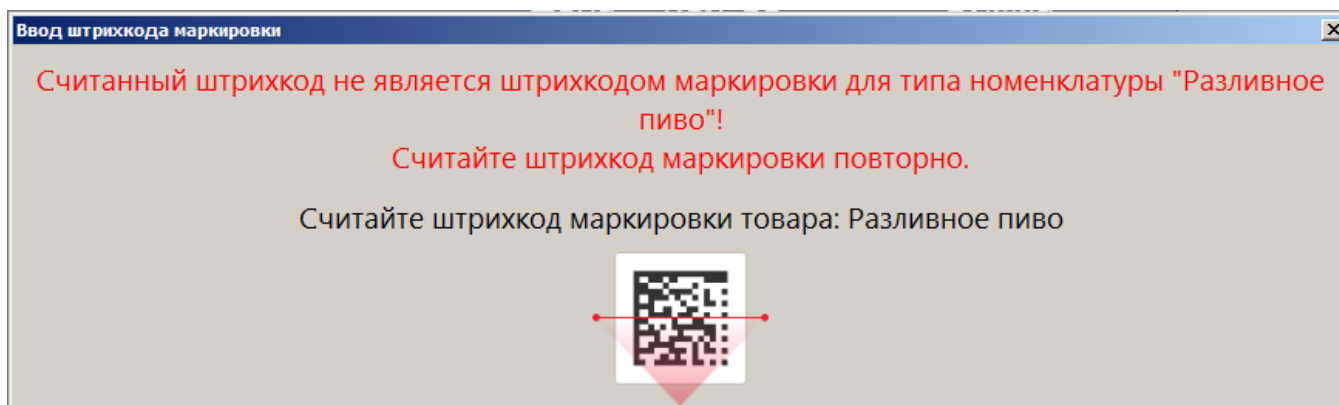 Ввод штрихкода маркировки
Считанный штрихкод не является штрихкодом маркировки для типа номенклатуры "Разливное
пиво"!
Считайте штрихкод маркировки повторно.
Считайте штрихкод маркировки товара: Разливное пиво